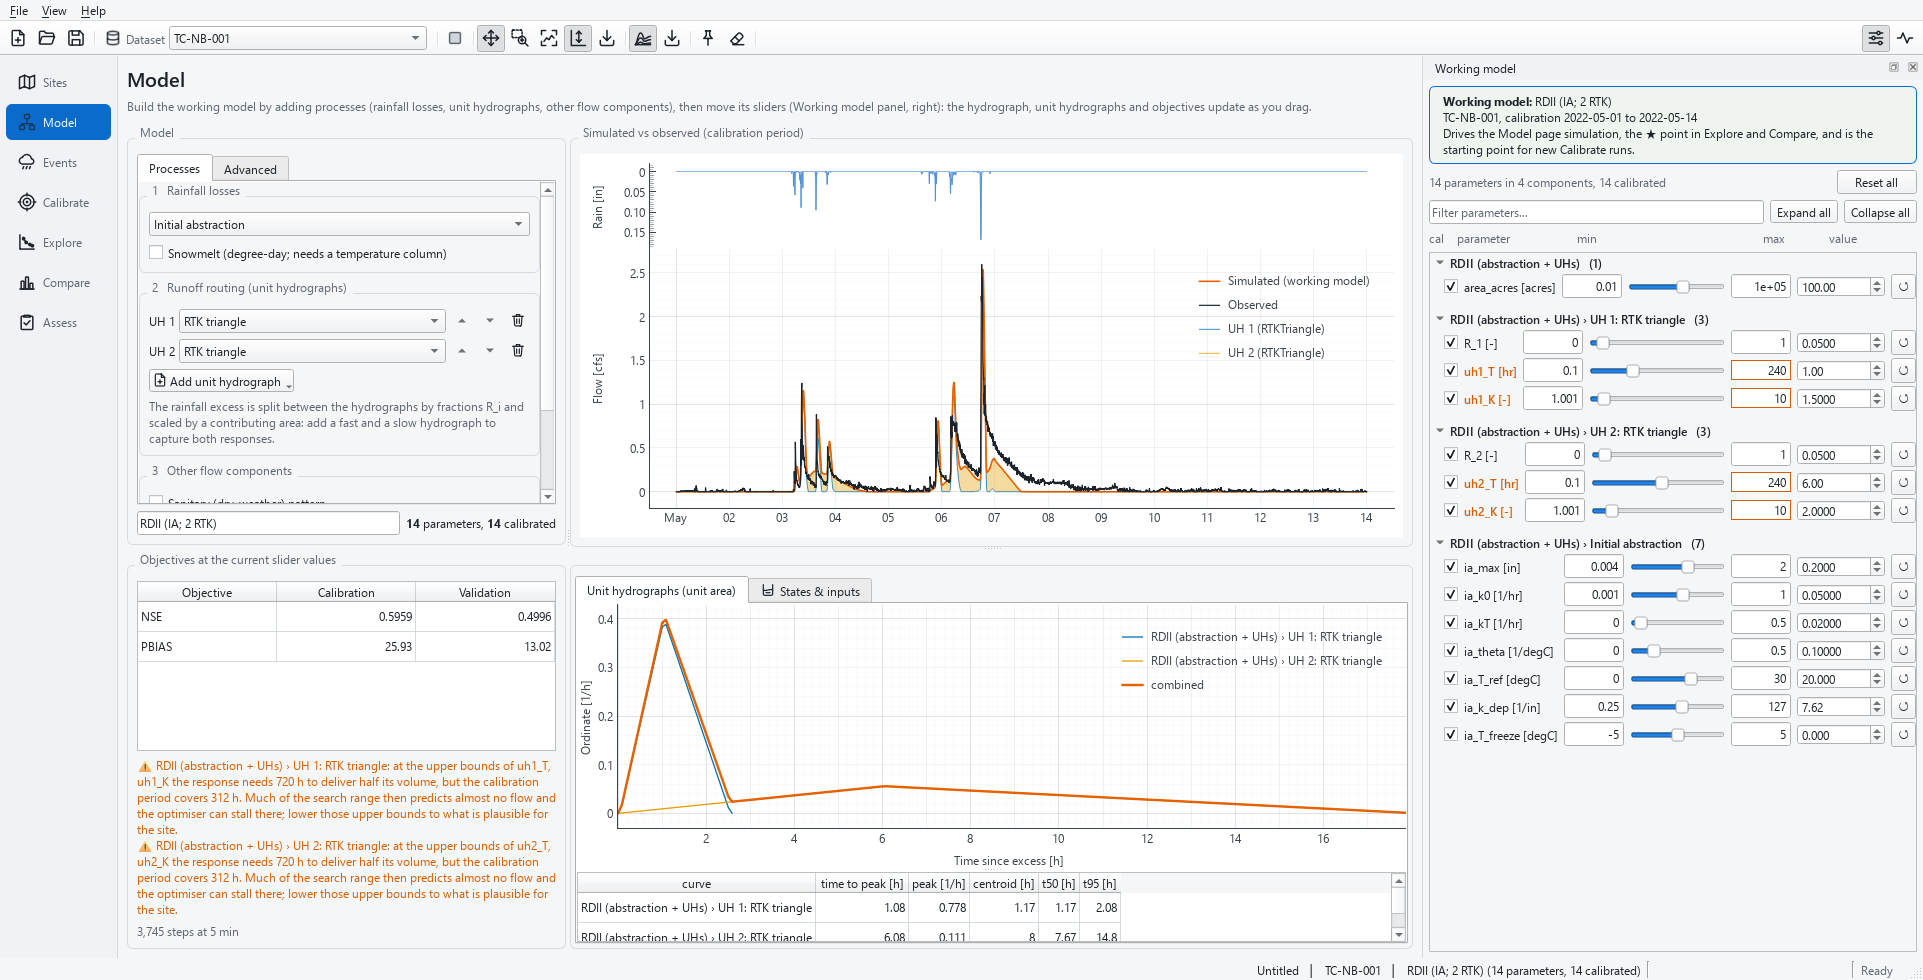 File View Help
Dataset TC-NB-001
Sites
Model
Events
Calibrate
Explore
Compare
Assess
Model
Build the working model by adding processes (rainfall losses, unit hydrographs, other flow components), then move its sliders (Working model panel, right): the hydrograph, unit hydrographs and objectives update as you drag.
Model
Processes
Advanced
1 Rainfall losses
Initial abstraction
Snowmelt (degree-day; needs a temperature column)
2 Runoff routing (unit hydrographs)
UH 1 RTK triangle
UH 2 RTK triangle
Add unit hydrograph
The rainfall excess is split between the hydrographs by fractions R_i and
scaled by a contributing area: add a fast and a slow hydrograph to
capture both responses.
3 Other flow components
Sanitary (dry-weather) pattern
RDII (IA; 2 RTK)
14 parameters, 14 calibrated
Simulated vs observed (calibration period)
Rain [in]
0
0.05
0.10
0.15
Flow [cfs]
2.5
2
1.5
1
0.5
0
May 02 03 04 05 06 07 08 09 10 11 12 13 14
Simulated (working model)
Observed
UH 1 (RTKTriangle)
UH 2 (RTKTriangle)
Objectives at the current slider values
Objective Calibration Validation
NSE 0.5959 0.4996
PBIAS 25.93 13.02
RDII (abstraction + UHs) › UH 1: RTK triangle: at the upper bounds of uh1_T,
uh1_K the response needs 720 h to deliver half its volume, but the calibration
period covers 312 h. Much of the search range then predicts almost no flow and
the optimiser can stall there; lower those upper bounds to what is plausible for
the site.
RDII (abstraction + UHs) › UH 2: RTK triangle: at the upper bounds of uh2_T,
uh2_K the response needs 720 h to deliver half its volume, but the calibration
period covers 312 h. Much of the search range then predicts almost no flow and
the optimiser can stall there; lower those upper bounds to what is plausible for
the site.
3,745 steps at 5 min
Unit hydrographs (unit area)
States & inputs
Ordinate [1/h]
0.4
0.3
0.2
0.1
0
2 4 6 8 10 12 14 16
Time since excess [h]
RDII (abstraction + UHs) › UH 1: RTK triangle
RDII (abstraction + UHs) › UH 2: RTK triangle
combined
curve time to peak [h] peak [1/h] centroid [h] t50 [h] t95 [h]
RDII (abstraction + UHs) › UH 1: RTK triangle 1.08 0.778 1.17 1.17 2.08
RDII (abstraction + UHs) › UH 2: RTK triangle 6.08 0.111 8 7.67 14.8
Working model
Working model: RDII (IA; 2 RTK)
TC-NB-001, calibration 2022-05-01 to 2022-05-14
Drives the Model page simulation, the ★ point in Explore and Compare, and is the
starting point for new Calibrate runs.
14 parameters in 4 components, 14 calibrated
Reset all
Filter parameters...
Expand all
Collapse all
cal parameter min max value
RDII (abstraction + UHs) (1)
area_acres [acres] 0.01 1e+05 100.00
RDII (abstraction + UHs) › UH 1: RTK triangle (3)
R_1 [-] 0 1 0.0500
uh1_T [hr] 0.1 240 1.00
uh1_K [-] 1.001 10 1.5000
RDII (abstraction + UHs) › UH 2: RTK triangle (3)
R_2 [-] 0 1 0.0500
uh2_T [hr] 0.1 240 6.00
uh2_K [-] 1.001 10 2.0000
RDII (abstraction + UHs) › Initial abstraction (7)
ia_max [in] 0.004 2 0.2000
ia_k0 [1/hr] 0.001 1 0.05000
ia_kT [1/hr] 0 0.5 0.02000
ia_theta [1/degC] 0 0.5 0.10000
ia_T_ref [degC] 0 30 20.000
ia_k_dep [1/in] 0.25 127 7.62
ia_T_freeze [degC] -5 5 0.000
Untitled | TC-NB-001 | RDII (IA; 2 RTK) (14 parameters, 14 calibrated)
Ready